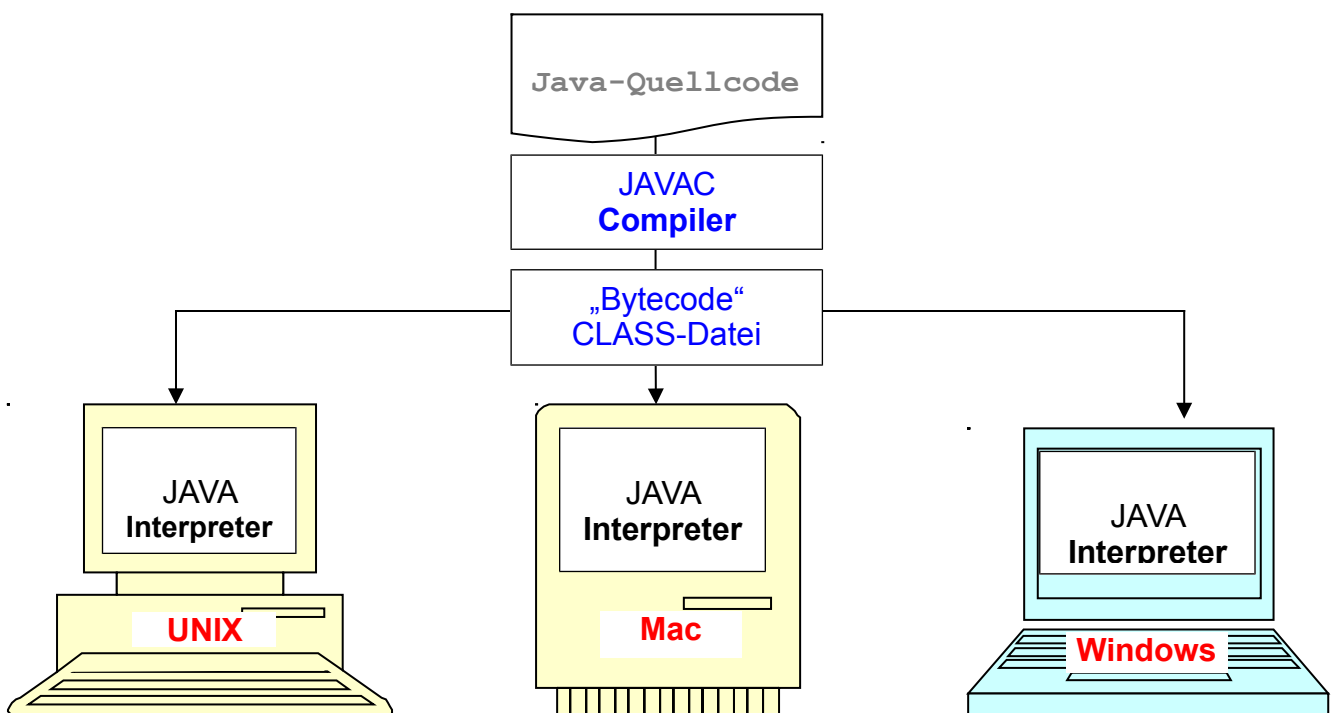 Java-Quellcode
JAVAC
Compiler
„Bytecode“
CLASS-Datei
JAVA
Interpreter
UNIX
JAVA
Interpreter
Mac
JAVA
Interpreter
Windows